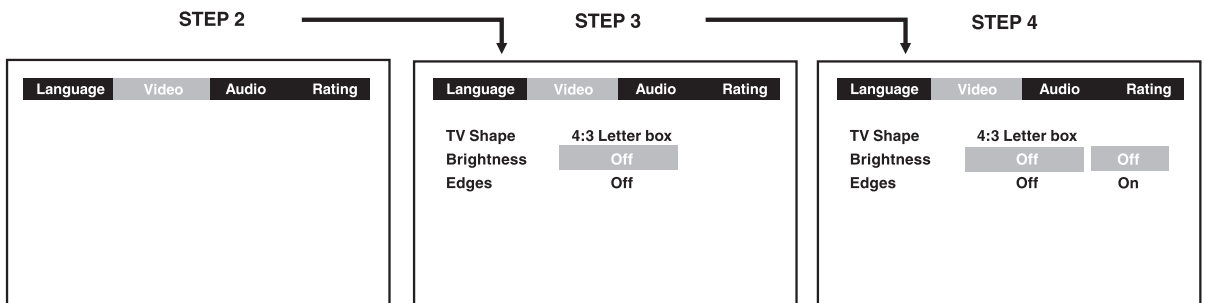 STEP 2 STEP 3 STEP 4
Language Video Audio Rating
Language Video Audio Rating
TV Shape 4:3 Letter box
Brightness Off
Edges Off
Language Video Audio Rating
TV Shape 4:3 Letter box
Brightness Off Off
Edges Off On